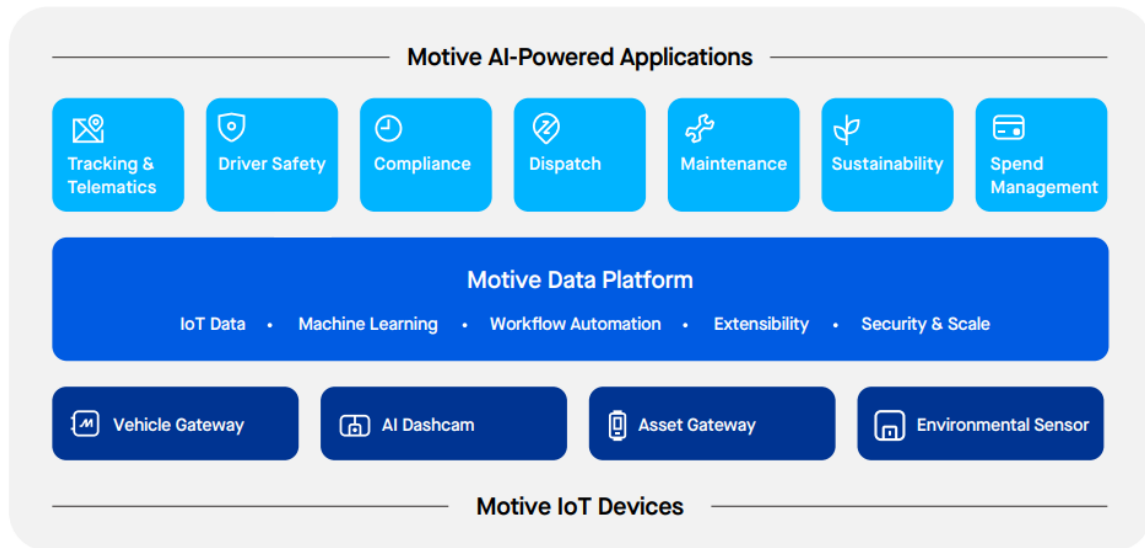 Motive AI-Powered Applications
Tracking &
Telematics
Driver Safety
Compliance
Dispatch
Maintenance
Sustainability
Spend
Management
Motive Data Platform
IoT Data • Machine Learning • Workflow Automation • Extensibility • Security & Scale
Vehicle Gateway
AI Dashcam
Asset Gateway
Environmental Sensor
Motive IoT Devices